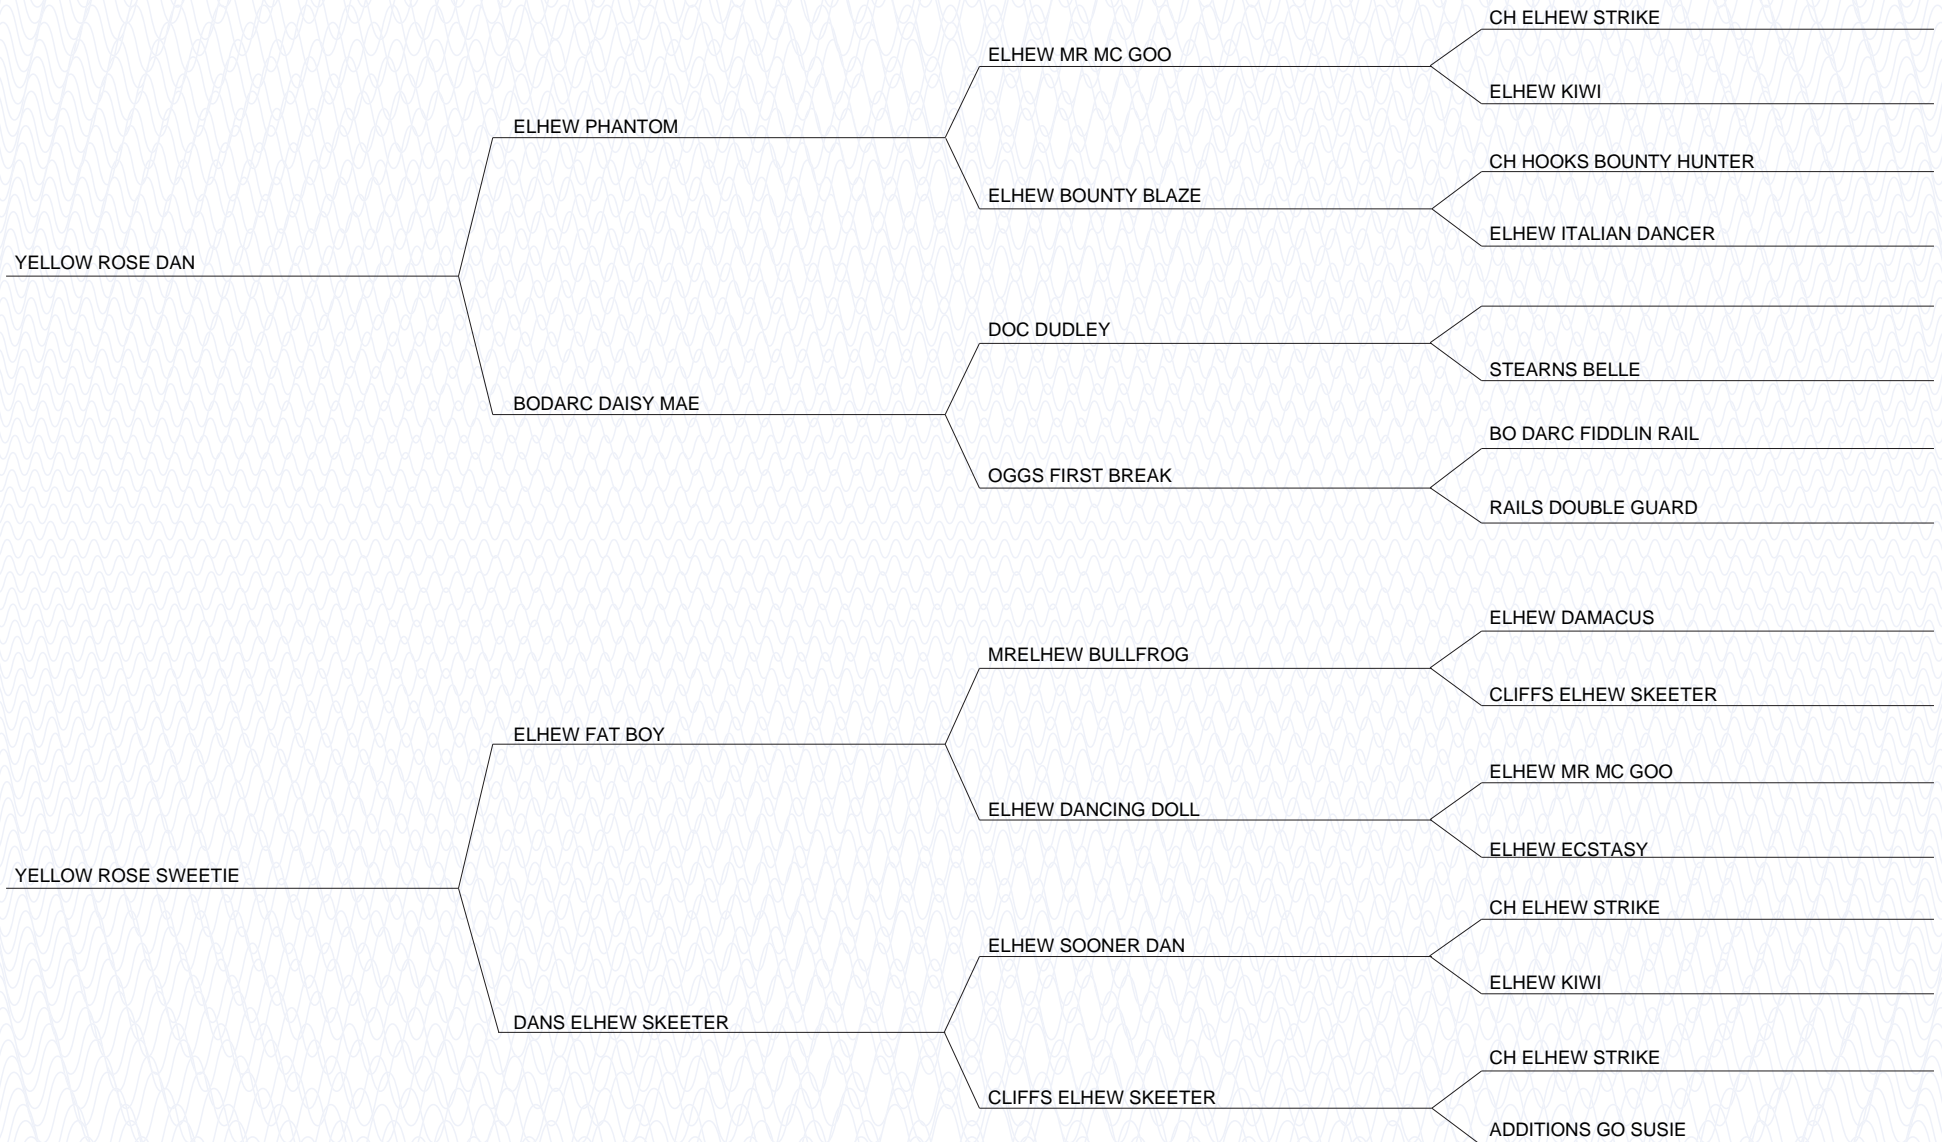 CH ELHEW STRIKE
ELHEW MR MC GOO
ELHEW KIWI
ELHEW PHANTOM
CH HOOKS BOUNTY HUNTER
ELHEW BOUNTY BLAZE
ELHEW ITALIAN DANCER
YELLOW ROSE DAN
DOC DUDLEY
STEARNS BELLE
BODARC DAISY MAE
BO DARC FIDDLIN RAIL
OGGS FIRST BREAK
RAILS DOUBLE GUARD
ELHEW DAMACUS
MRELHEW BULLFROG
CLIFFS ELHEW SKEETER
ELHEW FAT BOY
ELHEW MR MC GOO
ELHEW DANCING DOLL
ELHEW ECSTASY
YELLOW ROSE SWEETIE
CH ELHEW STRIKE
ELHEW SOONER DAN
ELHEW KIWI
DANS ELHEW SKEETER
CH ELHEW STRIKE
CLIFFS ELHEW SKEETER
ADDITIONS GO SUSIE